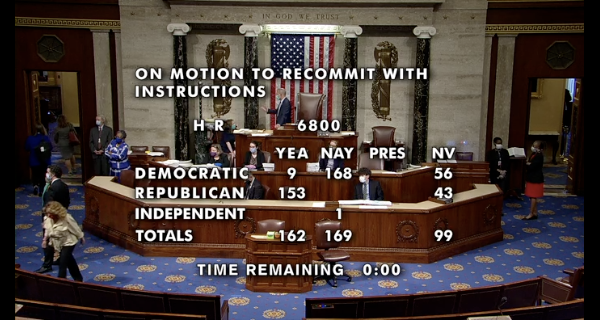 IN GOD WE TRUST
ON MOTION TO RECOMMIT WITH
INSTRUCTIONS
H R 6800
YEA NAY PRES NV
DEMOCRATIC 9 168 56
REPUBLICAN 153 43
INDEPENDENT 1
TOTALS 162 169 99
TIME REMAINING 0:00